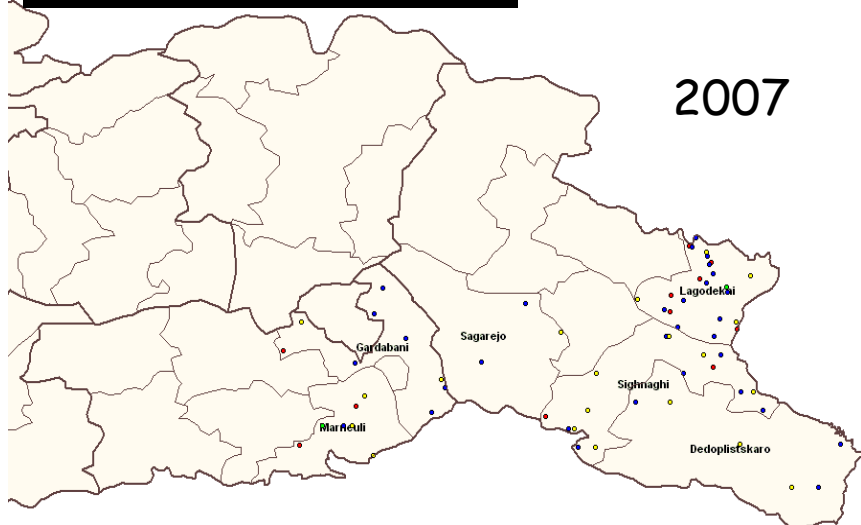 2007
Lagodekhi
Sagarejo
Gardabani
Sighnaghi
Marneuli
Dedoplistskaro